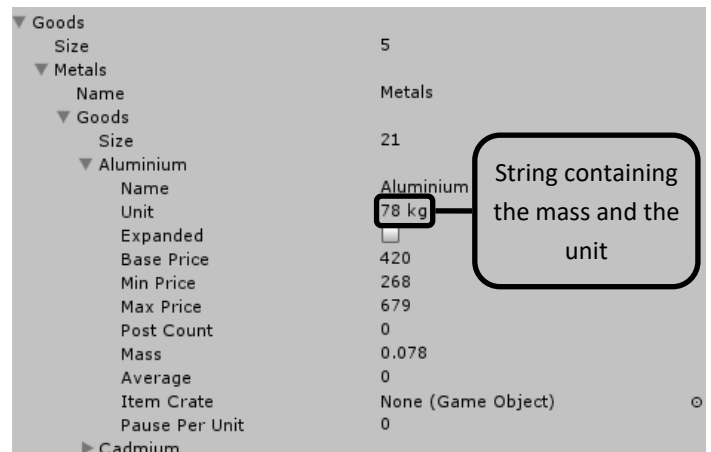 Goods
Size 5
Metals
Name Metals
Goods
Size 21
Aluminium
Name Aluminium
Unit 78 kg
Expanded
Base Price 420
Min Price 268
Max Price 679
Post Count 0
Mass 0.078
Average 0
Item Crate None (Game Object)
Pause Per Unit 0
Cadmium
String containing
the mass and the
unit